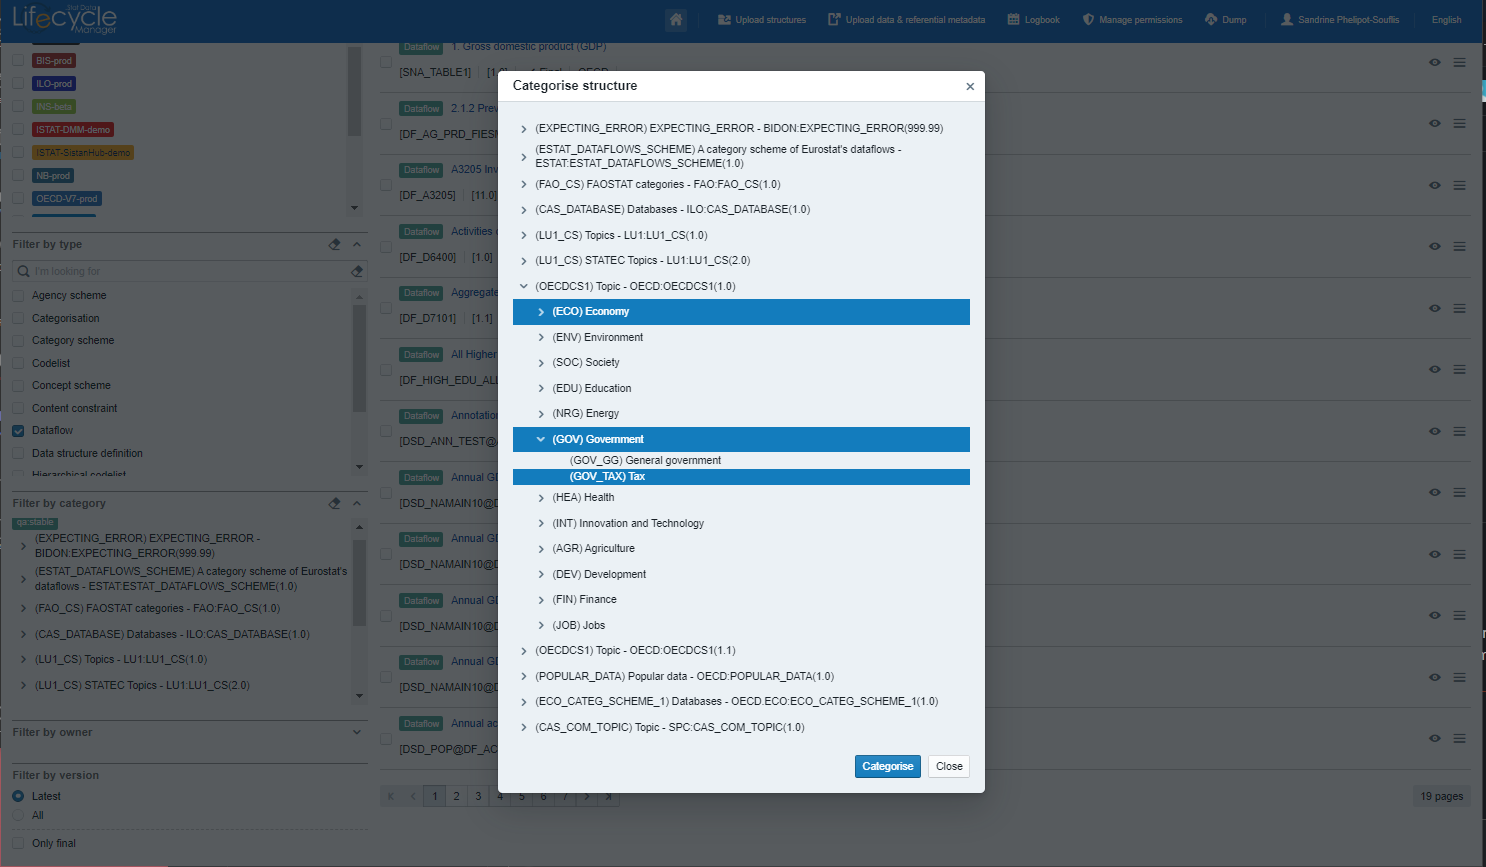 Stat Data
Lifecycle
Manager
Upload structures
Upload data & referential metadata
Logbook
Manage permissions
Dump
Sandrine Phelipot-Souflis
English
BIS-prod
ILO-prod
INS-beta
ISTAT-DMM-demo
ISTAT-SistanHub-demo
NB-prod
OECD-V7-prod
Filter by type
I'm looking for
Agency scheme
Categorisation
Category scheme
Codelist
Concept scheme
Content constraint
Dataflow
Data structure definition
Hierarchical codelist
Filter by category
qa:stable
(EXPECTING_ERROR) EXPECTING_ERROR -
BIDON:EXPECTING_ERROR(999.99)
(ESTAT_DATAFLOWS_SCHEME) A category scheme of Eurostat's
dataflows - ESTAT:ESTAT_DATAFLOWS_SCHEME(1.0)
(FAO_CS) FAOSTAT categories - FAO:FAO_CS(1.0)
(CAS_DATABASE) Databases - ILO:CAS_DATABASE(1.0)
(LU1_CS) Topics - LU1:LU1_CS(1.0)
(LU1_CS) STATEC Topics - LU1:LU1_CS(2.0)
Filter by owner
Filter by version
Latest
All
Only final
Dataflow 1. Gross domestic product (GDP)
[SNA_TABLE1]
Dataflow 2.1.2 Prev
[DF_AG_PRD_FIESM
Dataflow A3205 Inv
[DF_A3205] [11.0]
Dataflow Activities
[DF_D6400] [1.0]
Dataflow Aggregate
[DF_D7101] [1.1]
Dataflow All Higher
[DF_HIGH_EDU_ALL
Dataflow Annotation
[DSD_ANN_TEST@
Dataflow Annual GD
[DSD_NAMAIN10@D
Dataflow Annual GD
[DSD_NAMAIN10@D
Dataflow Annual GD
[DSD_NAMAIN10@D
Dataflow Annual GD
[DSD_NAMAIN10@D
Dataflow Annual ac
[DSD_POP@DF_AC
1 2 3 4 5 6 7
19 pages
Categorise structure
(EXPECTING_ERROR) EXPECTING_ERROR - BIDON:EXPECTING_ERROR(999.99)
(ESTAT_DATAFLOWS_SCHEME) A category scheme of Eurostat's dataflows -
ESTAT:ESTAT_DATAFLOWS_SCHEME(1.0)
(FAO_CS) FAOSTAT categories - FAO:FAO_CS(1.0)
(CAS_DATABASE) Databases - ILO:CAS_DATABASE(1.0)
(LU1_CS) Topics - LU1:LU1_CS(1.0)
(LU1_CS) STATEC Topics - LU1:LU1_CS(2.0)
(OECDCS1) Topic - OECD:OECDCS1(1.0)
(ECO) Economy
(ENV) Environment
(SOC) Society
(EDU) Education
(NRG) Energy
(GOV) Government
(GOV_GG) General government
(GOV_TAX) Tax
(HEA) Health
(INT) Innovation and Technology
(AGR) Agriculture
(DEV) Development
(FIN) Finance
(JOB) Jobs
(OECDCS1) Topic - OECD:OECDCS1(1.1)
(POPULAR_DATA) Popular data - OECD:POPULAR_DATA(1.0)
(ECO_CATEG_SCHEME_1) Databases - OECD.ECO:ECO_CATEG_SCHEME_1(1.0)
(CAS_COM_TOPIC) Topic - SPC:CAS_COM_TOPIC(1.0)
Categorise
Close